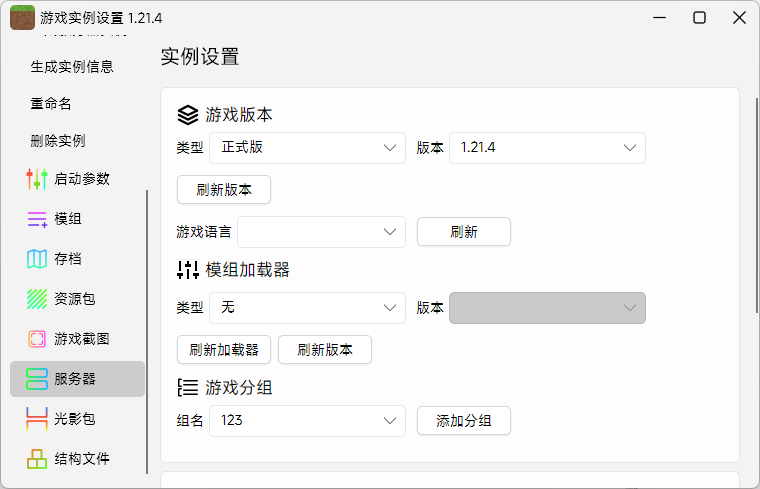 游戏实例设置 1.21.4
生成实例信息
重命名
删除实例
启动参数
模组
存档
资源包
游戏截图
服务器
光影包
结构文件
实例设置
游戏版本
类型 正式版 版本 1.21.4
刷新版本
游戏语言 刷新
模组加载器
类型 无 版本
刷新加载器 刷新版本
游戏分组
组名 123 添加分组